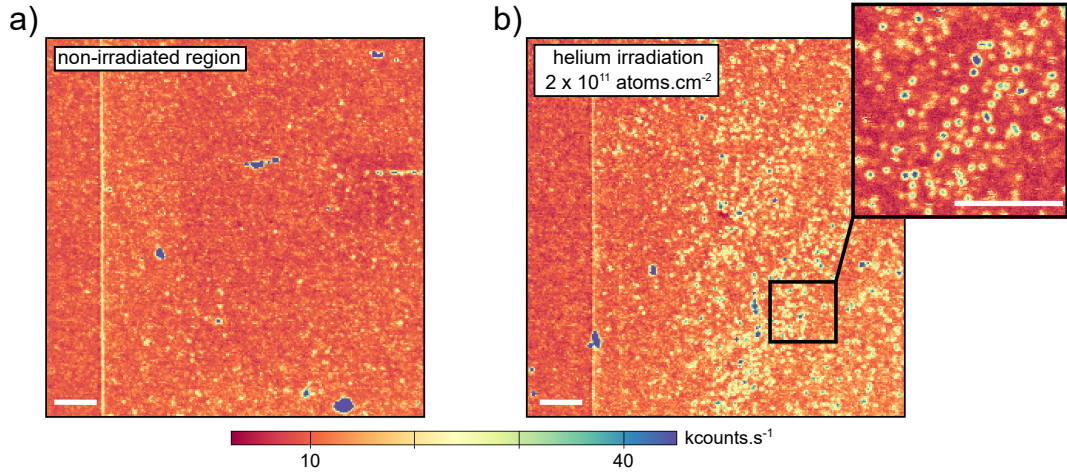 a)
non-irradiated region
b)
helium irradiation
2 x 10¹¹ atoms.cm⁻²
kcounts.s⁻¹
10
40